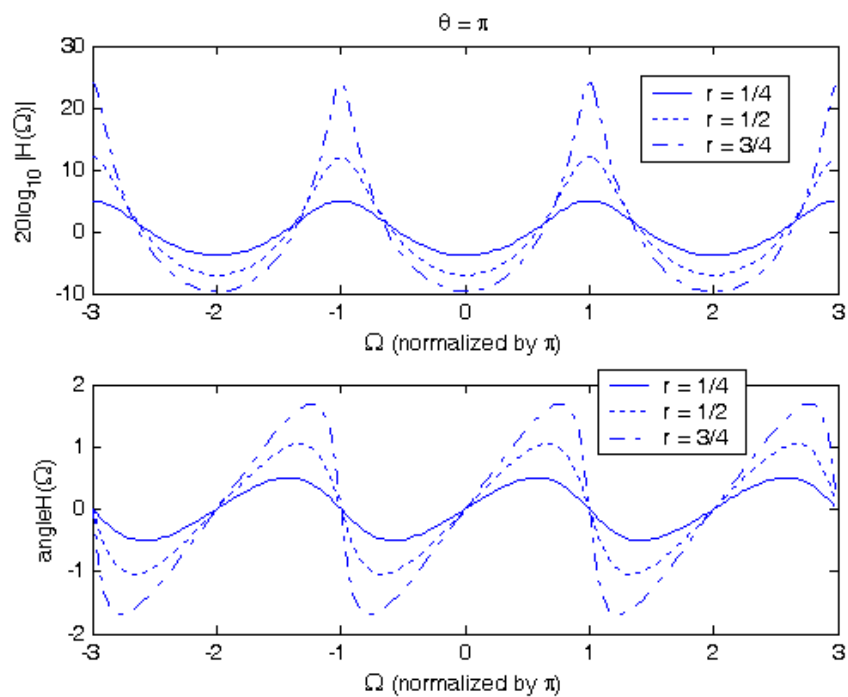 θ = π
30
20
10
0
-10
20log10 |H(Ω)|
r = 1/4
r = 1/2
r = 3/4
-3 -2 -1 0 1 2 3
Ω (normalized by π)
2
1
0
-1
-2
angleH(Ω)
r = 1/4
r = 1/2
r = 3/4
-3 -2 -1 0 1 2 3
Ω (normalized by π)